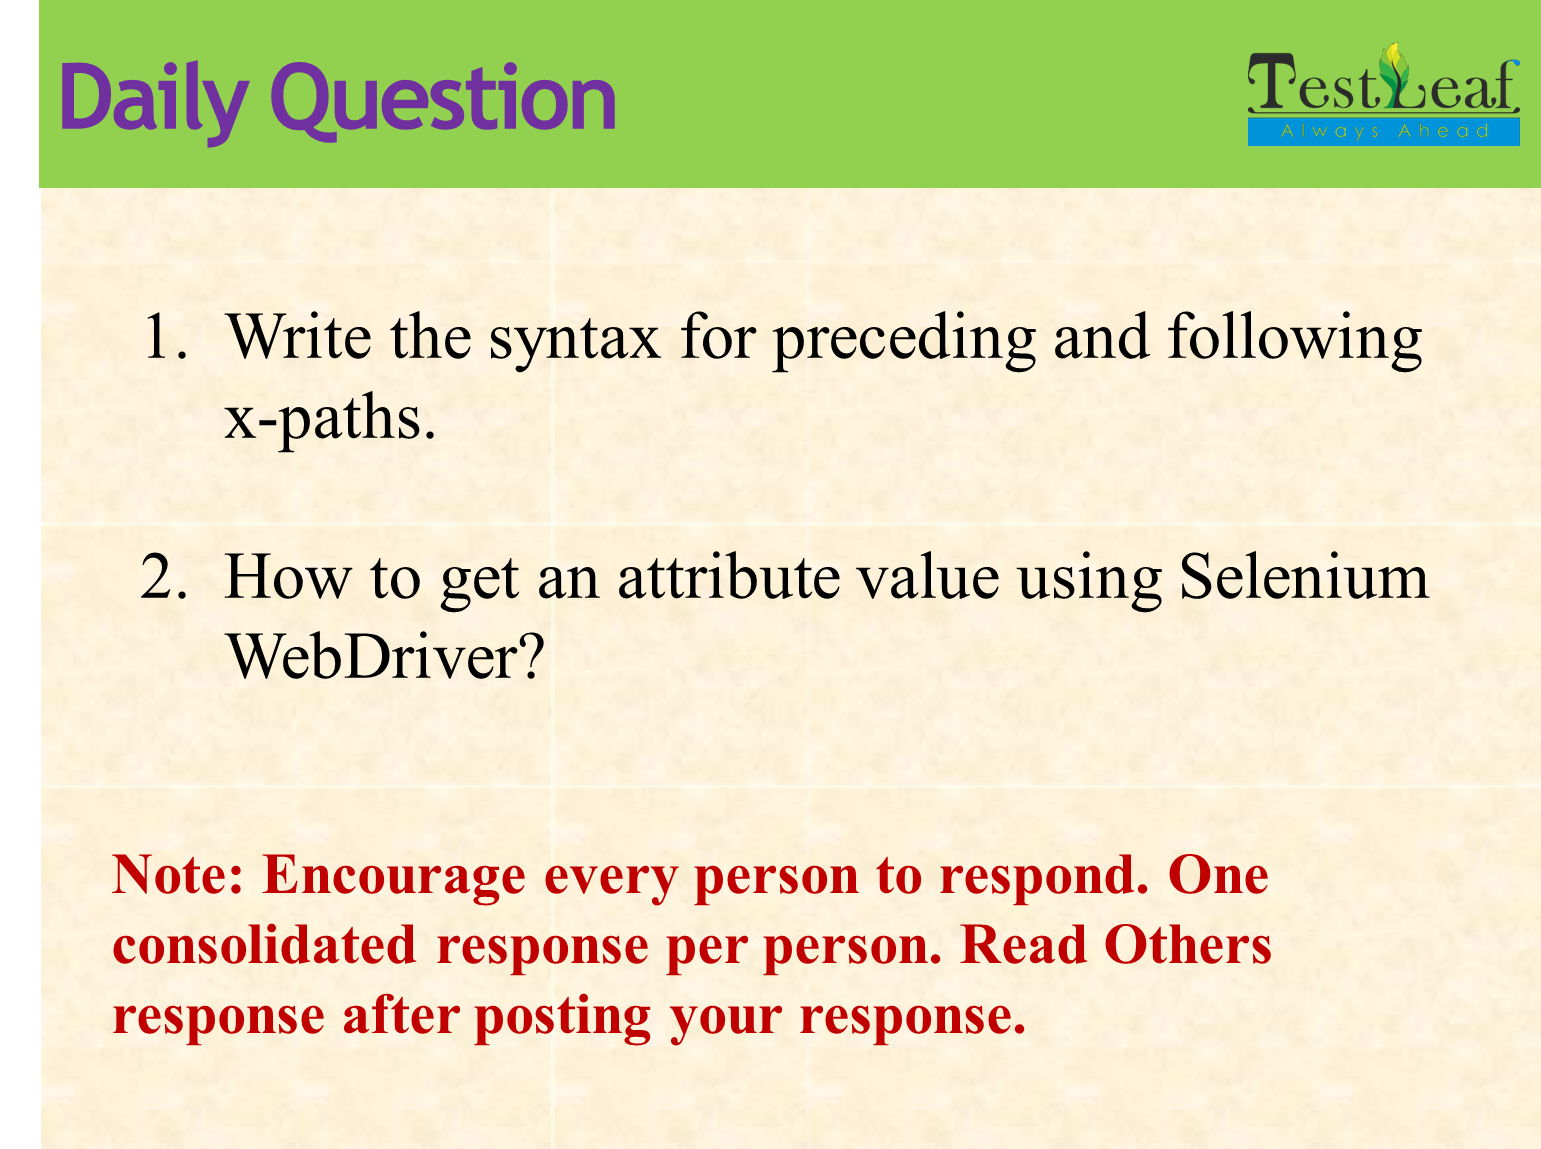 Daily Question
TestLeaf
Always Ahead
1. Write the syntax for preceding and following
x-paths.
2. How to get an attribute value using Selenium
WebDriver?
Note: Encourage every person to respond. One
consolidated response per person. Read Others
response after posting your response.